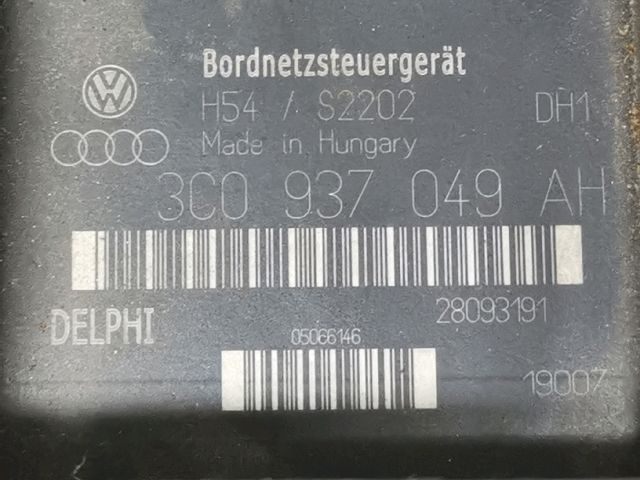 Bordnetzsteuergerät
H54 / S2202 DH1
Made in Hungary
3C0 937 049 AH
28093191
DELPHI
05066146
19007